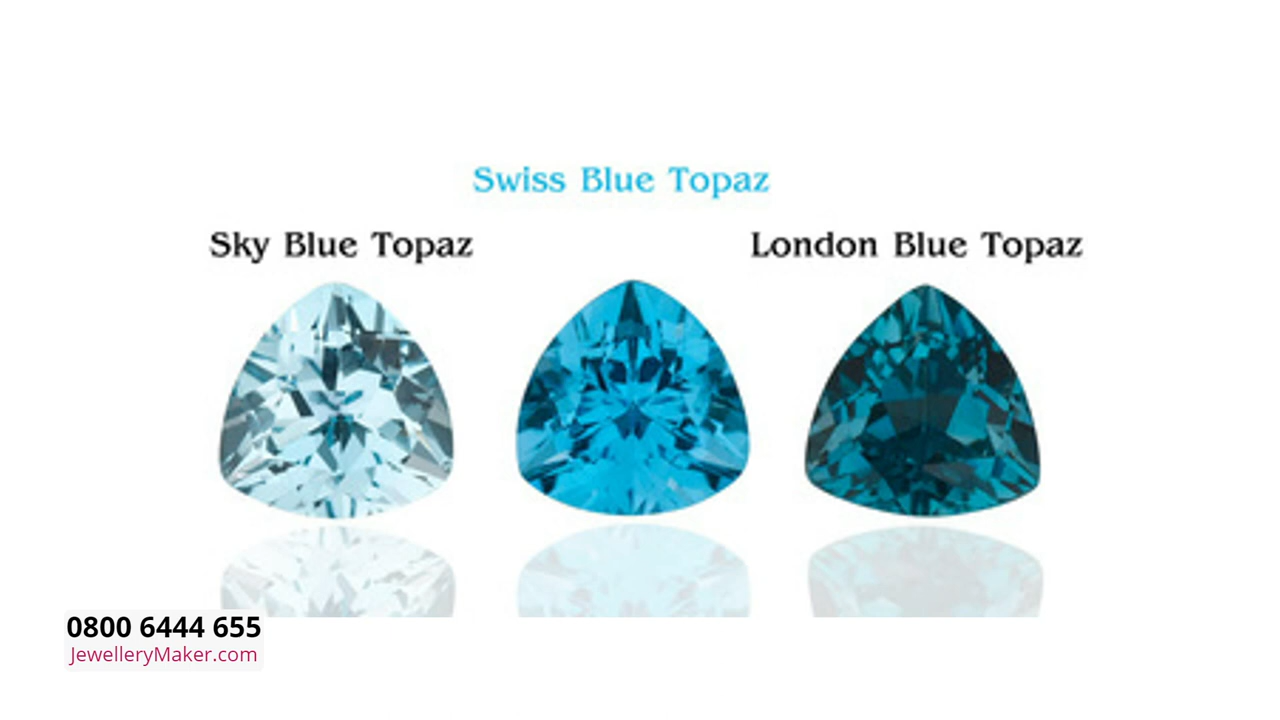 Swiss Blue Topaz
Sky Blue Topaz
London Blue Topaz
0800 6444 655
JewelleryMaker.com